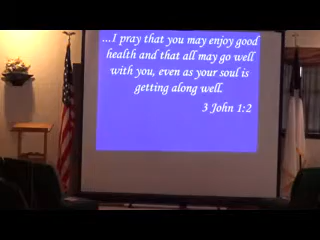 ...I pray that you may enjoy good
health and that all may go well
with you, even as your soul is
getting along well.
3 John 1:2